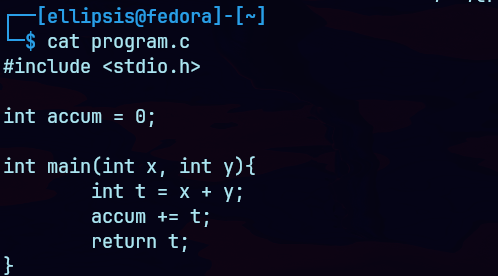 ┌──[ellipsis@fedora]-[~]
└─$ cat program.c
#include <stdio.h>

int accum = 0;

int main(int x, int y){
        int t = x + y;
        accum += t;
        return t;
}